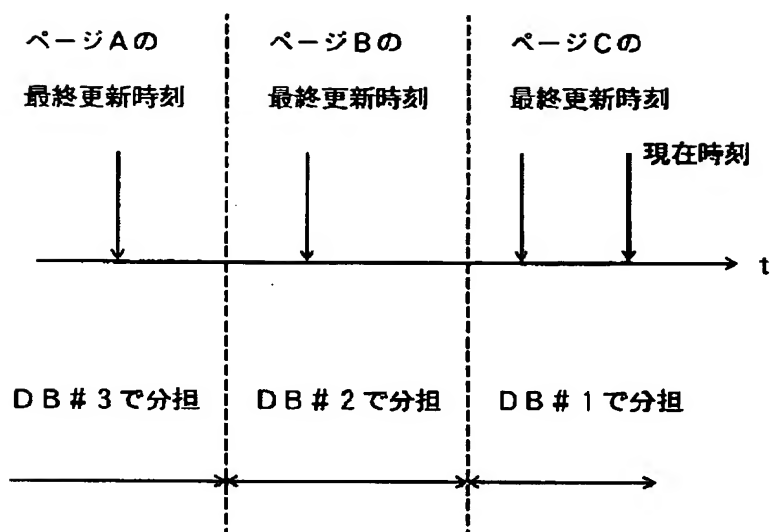 ページAの
最終更新時刻
ページBの
最終更新時刻
ページCの
最終更新時刻
現在時刻
t
DB#3で分担
DB#2で分担
DB#1で分担